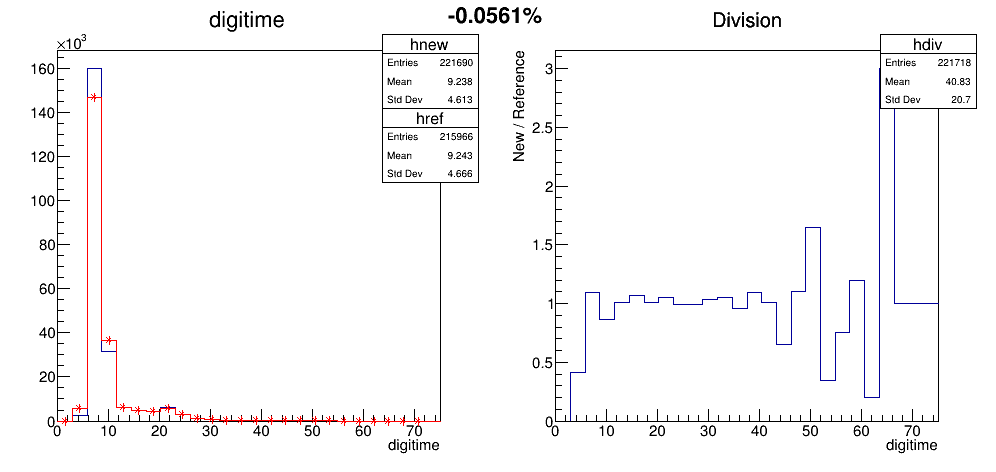 -0.0561%
digitime
×10³
160
140
120
100
80
60
40
20
0
0 10 20 30 40 50 60 70
digitime
hnew
Entries 221690
Mean 9.238
Std Dev 4.613
href
Entries 215966
Mean 9.243
Std Dev 4.666
Division
New / Reference
3
2.5
2
1.5
1
0.5
0
0 10 20 30 40 50 60 70
digitime
hdiv
Entries 221718
Mean 40.83
Std Dev 20.7